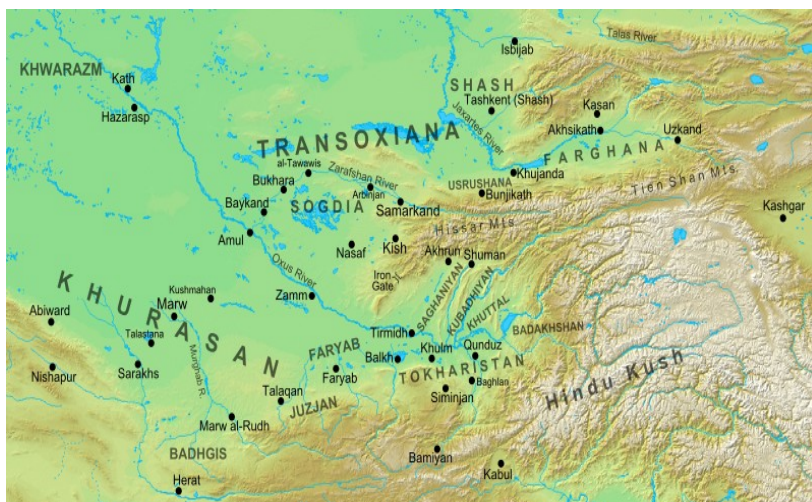 Talas River
Isbijab
KHWARAZM
Kath
Hazarasp
SHASH
Tashkent (Shash)
Kasan
Jaxartes River
TRANSOXIANA
Akhsikath
Uzkand
FARGHANA
al-Tawawis
Zarafshan River
Khujanda
Bukhara
Arbinjan
USRUSHANA
Bunjikath
Tien Shan Mts.
Baykand
SOGDIA
Samarkand
Kashgar
Amul
Hissar Mts.
Nasaf
Kish
Akhrun
Shuman
Oxus River
Iron
Gate
KHURASAN
Kushmahan
Zamm
SAGHANIYAN
KUBADHIYAN
KHUTTAL
Abiward
Marw
Talastana
Tirmidh
BADAKHSHAN
Murghab R.
FARYAB
Balkh
Khulm
Qunduz
Nishapur
Sarakhs
Faryab
TOKHARISTAN
Baghlan
Hindu Kush
Talaqan
JUZJAN
Siminjan
Marw al-Rudh
BADHGIS
Bamiyan
Kabul
Herat